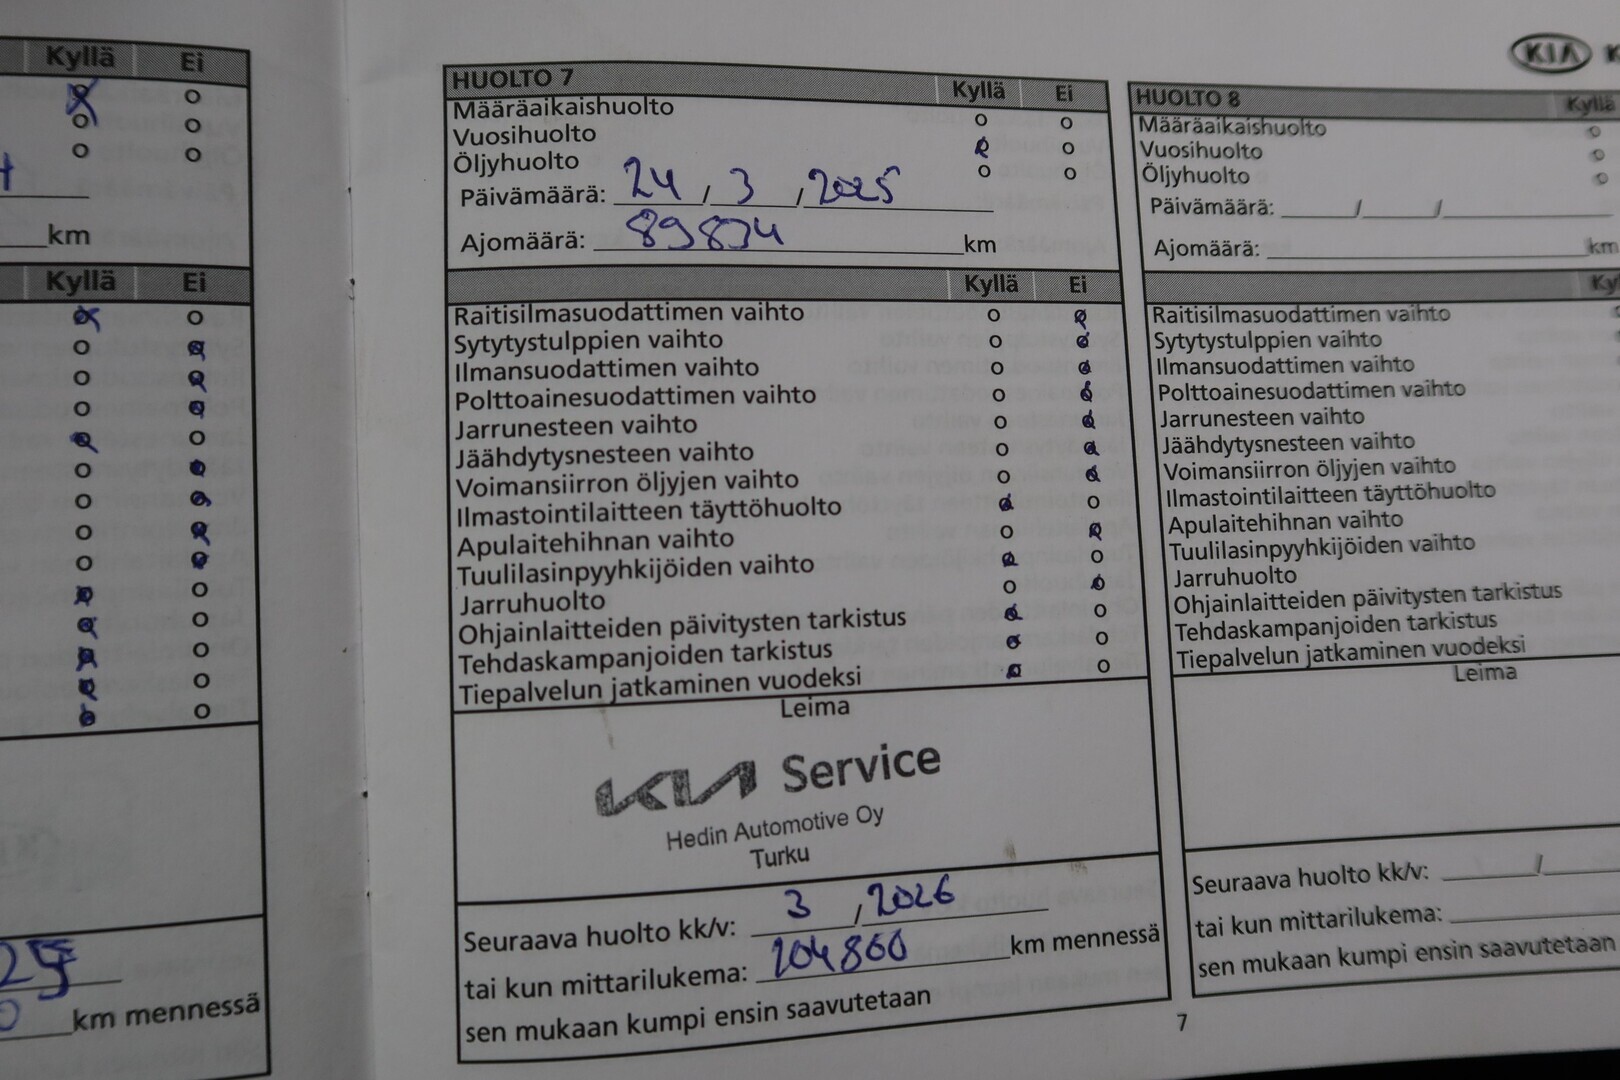 Kyllä Ei
km
Kyllä Ei
25
km mennessä
HUOLTO 7 Kyllä Ei
Määräaikaishuolto
Vuosihuolto
Öljyhuolto
Päivämäärä: 24 / 3 / 2025
Ajomäärä: 89834 km
Kyllä Ei
Raitisilmasuodattimen vaihto
Sytytystulppien vaihto
Ilmansuodattimen vaihto
Polttoainesuodattimen vaihto
Jarrunesteen vaihto
Jäähdytysnesteen vaihto
Voimansiirron öljyjen vaihto
Ilmastointilaitteen täyttöhuolto
Apulaitehihnan vaihto
Tuulilasinpyyhkijöiden vaihto
Jarruhuolto
Ohjainlaitteiden päivitysten tarkistus
Tehdaskampanjoiden tarkistus
Tiepalvelun jatkaminen vuodeksi
Leima
KIA Service
Hedin Automotive Oy
Turku
Seuraava huolto kk/v: 3 / 2026
tai kun mittarilukema: 104860 km mennessä
sen mukaan kumpi ensin saavutetaan
7
KIA
HUOLTO 8 Kyllä
Määräaikaishuolto
Vuosihuolto
Öljyhuolto
Päivämäärä: / /
Ajomäärä: km
Raitisilmasuodattimen vaihto
Sytytystulppien vaihto
Ilmansuodattimen vaihto
Polttoainesuodattimen vaihto
Jarrunesteen vaihto
Jäähdytysnesteen vaihto
Voimansiirron öljyjen vaihto
Ilmastointilaitteen täyttöhuolto
Apulaitehihnan vaihto
Tuulilasinpyyhkijöiden vaihto
Jarruhuolto
Ohjainlaitteiden päivitysten tarkistus
Tehdaskampanjoiden tarkistus
Tiepalvelun jatkaminen vuodeksi
Leima
Seuraava huolto kk/v: /
tai kun mittarilukema:
sen mukaan kumpi ensin saavutetaan